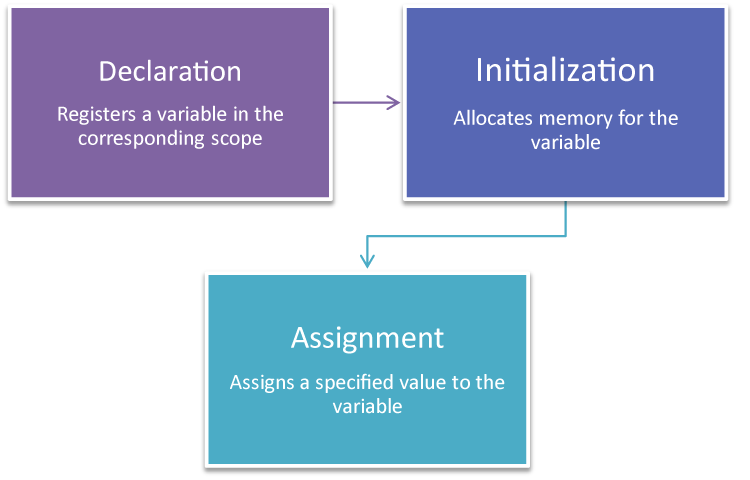 Declaration
Registers a variable in the
corresponding scope
Initialization
Allocates memory for the
variable
Assignment
Assigns a specified value to the
variable